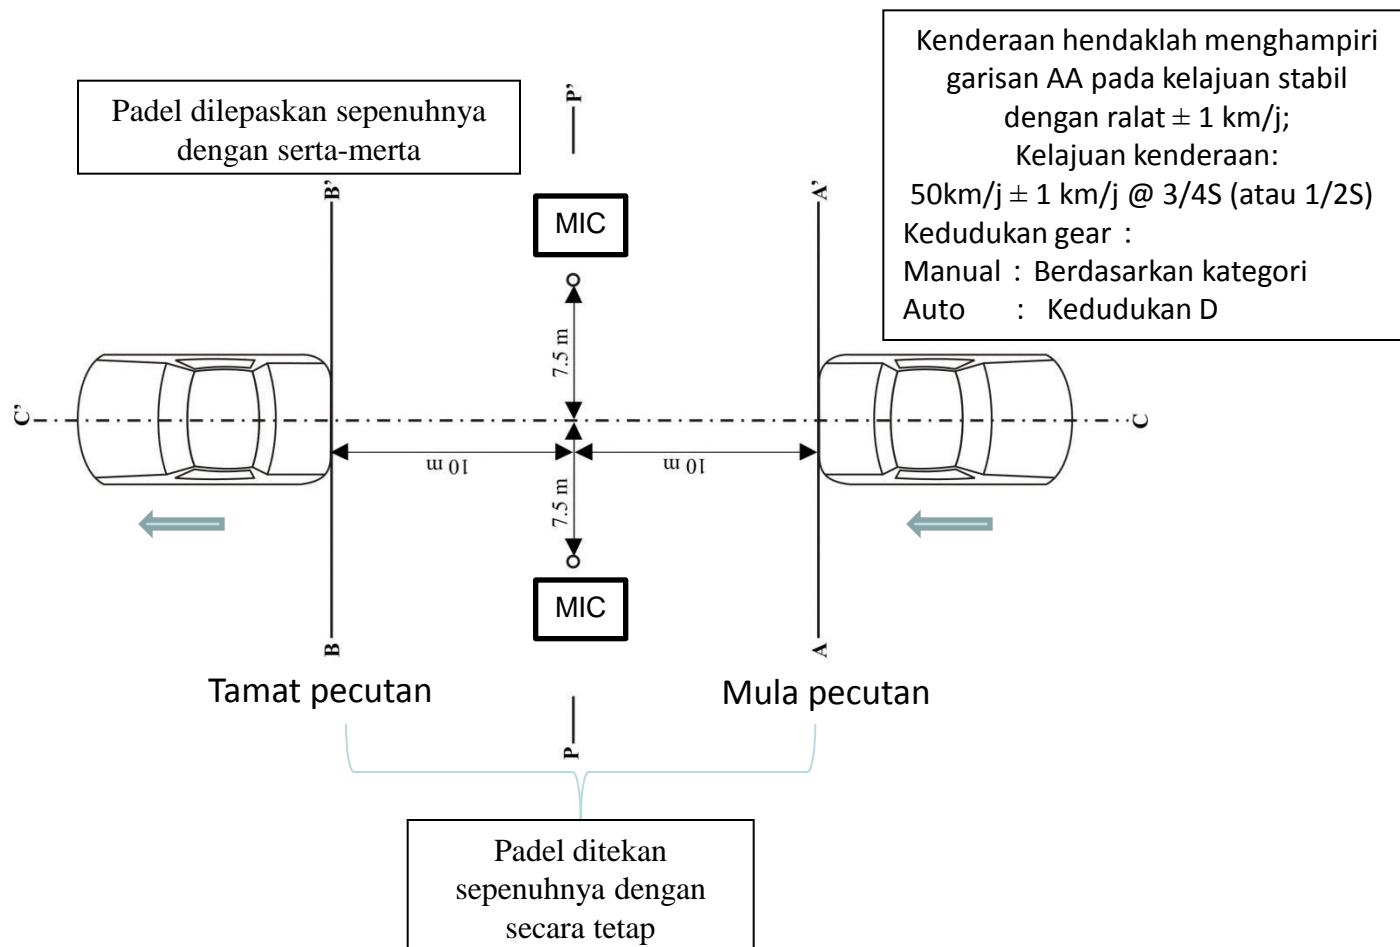 Kenderaan hendaklah menghampiri
garisan AA pada kelajuan stabil
dengan ralat ± 1 km/j;
Kelajuan kenderaan:
50km/j ± 1 km/j @ 3/4S (atau 1/2S)
Kedudukan gear :
Manual : Berdasarkan kategori
Auto : Kedudukan D
Padel dilepaskan sepenuhnya
dengan serta-merta
P'
B'
A'
MIC
7.5 m
C'
C
10 m
10 m
7.5 m
MIC
B
A
Tamat pecutan
Mula pecutan
P
Padel ditekan
sepenuhnya dengan
secara tetap